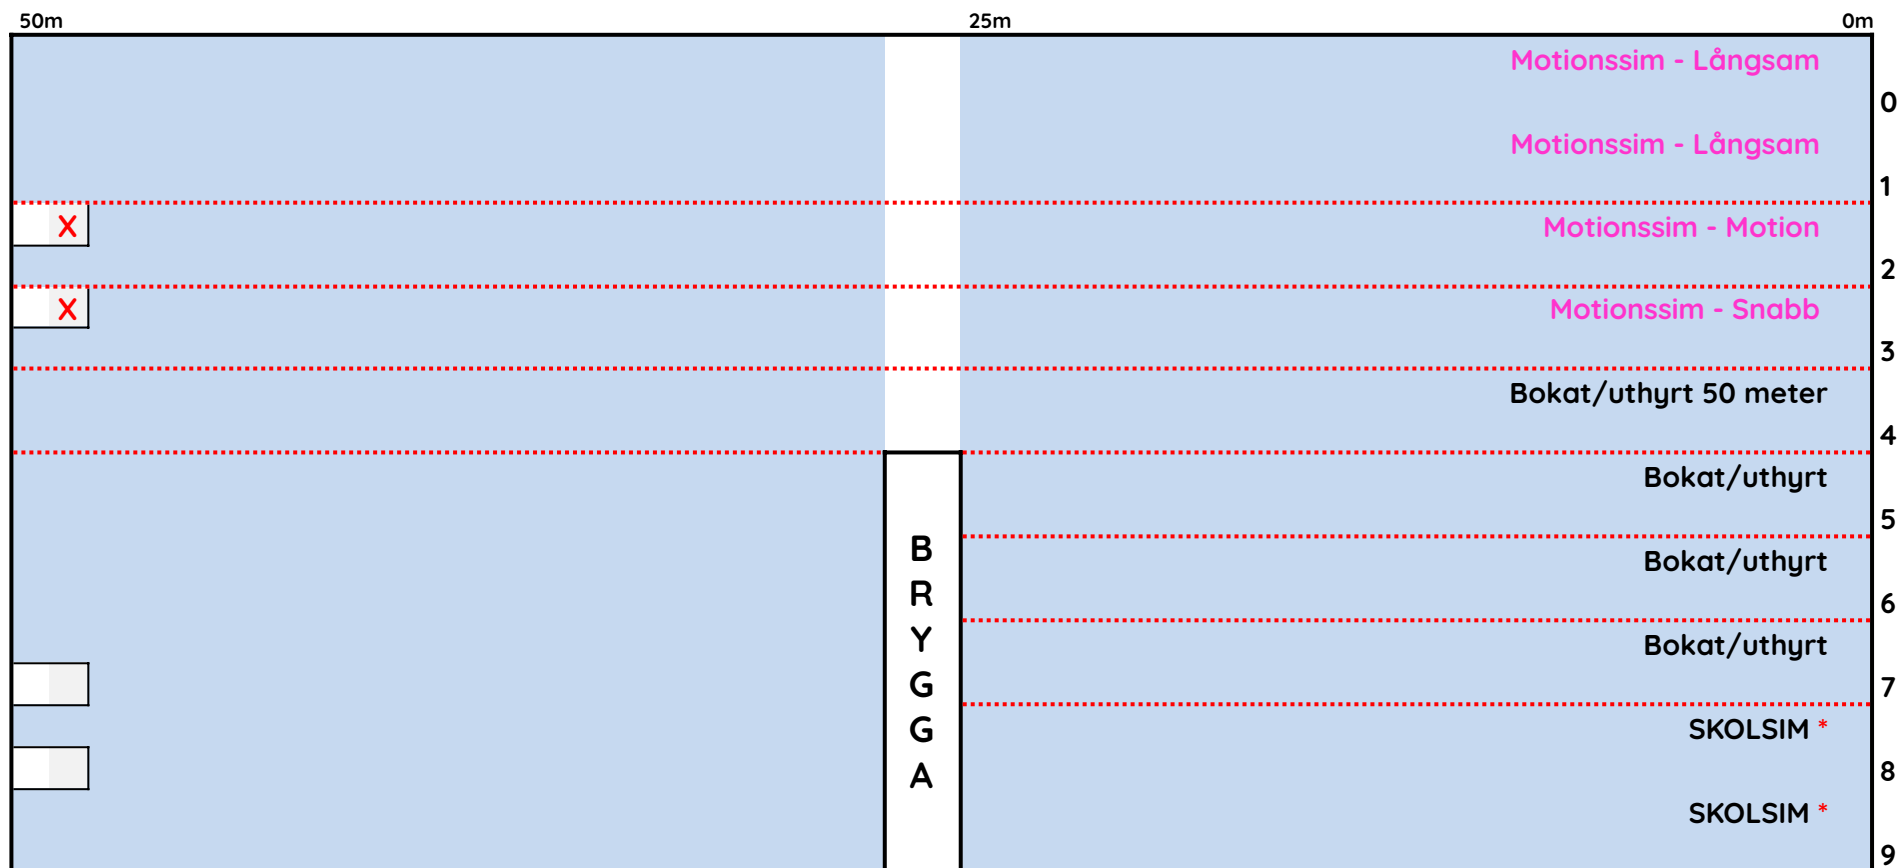 50m 25m 0m
Motionssim - Långsam
0
Motionssim - Långsam
1
X Motionssim - Motion
2
X Motionssim - Snabb
3
Bokat/uthyrt 50 meter
4
Bokat/uthyrt
5
Bokat/uthyrt
6
Bokat/uthyrt
7
SKOLSIM *
8
SKOLSIM *
9
B
R
Y
G
G
A